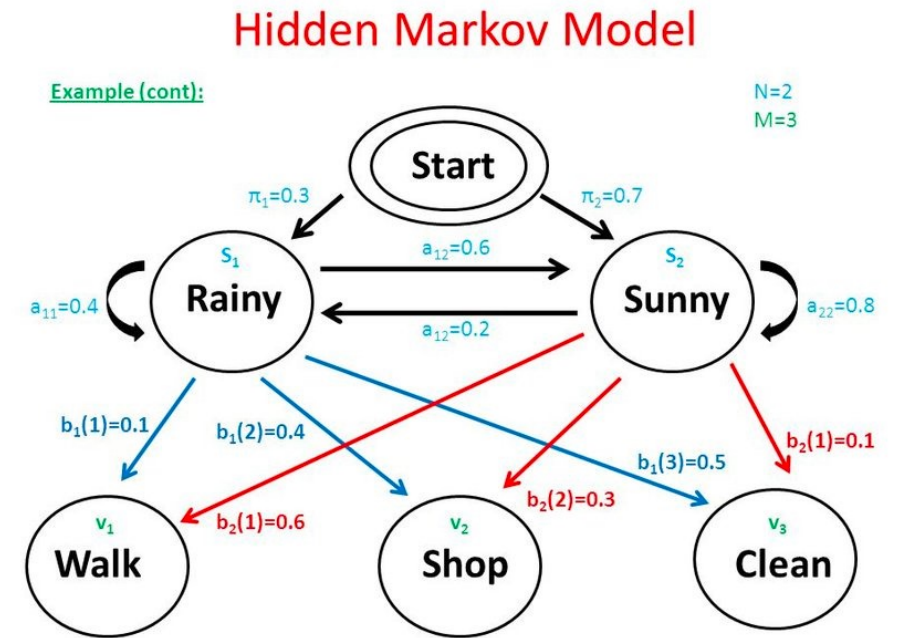 Hidden Markov Model
Example (cont):
N=2
M=3
Start
π₁=0.3
π₂=0.7
S₁
Rainy
a₁₂=0.6
S₂
Sunny
a₁₁=0.4
a₁₂=0.2
a₂₂=0.8
b₁(1)=0.1
b₁(2)=0.4
b₁(3)=0.5
b₂(1)=0.1
b₂(1)=0.6
b₂(2)=0.3
v₁
Walk
v₂
Shop
v₃
Clean